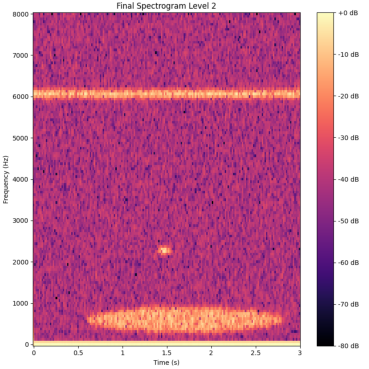 Final Spectrogram Level 2
Frequency (Hz)
8000
7000
6000
5000
4000
3000
2000
1000
0
0
0.5
1
1.5
2
2.5
3
Time (s)
+0 dB
-10 dB
-20 dB
-30 dB
-40 dB
-50 dB
-60 dB
-70 dB
-80 dB